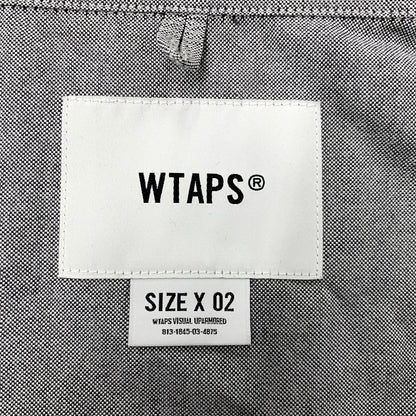 WTAPS®
SIZE X 02
WTAPS VISUAL UPARMORED
813-1845-03-4875